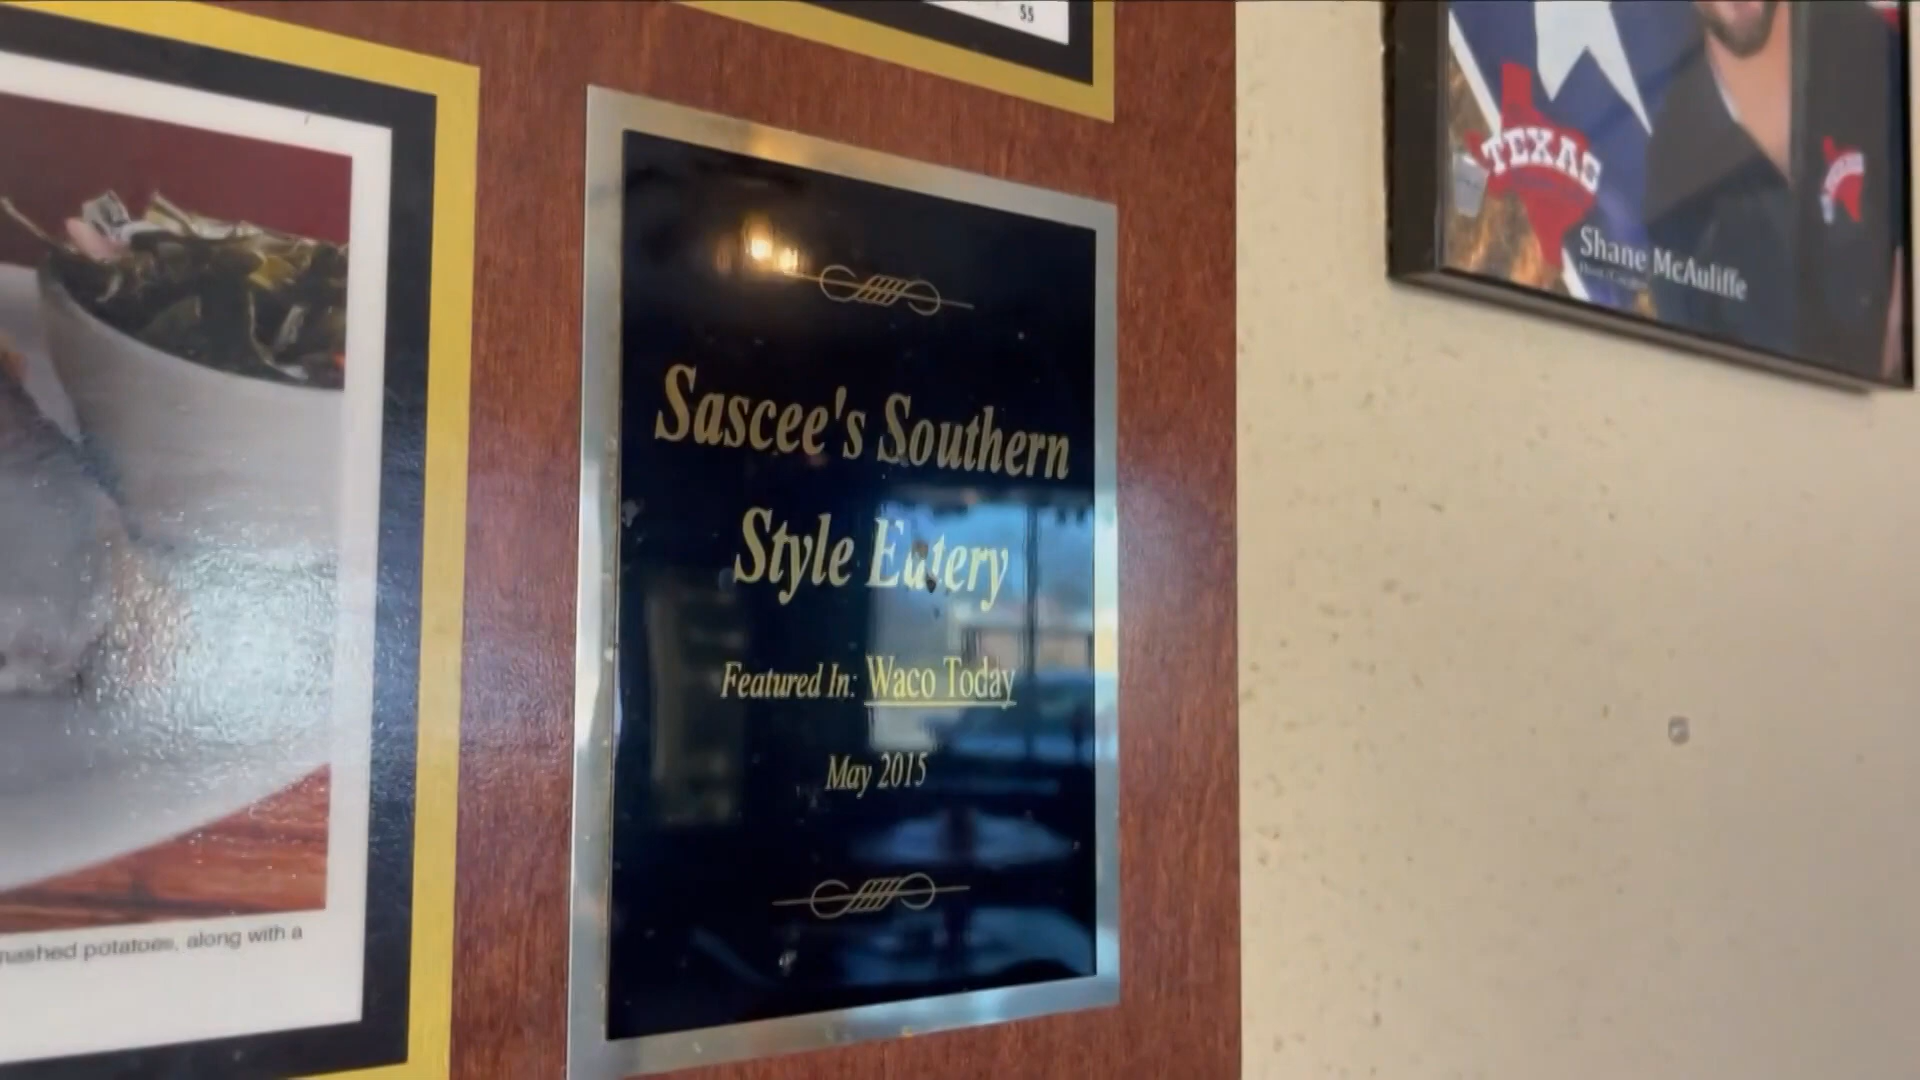 55
TEXAS
Shane McAuliffe
Sascee's Southern
Style Eatery
Featured In: Waco Today
May 2015
mashed potatoes, along with a